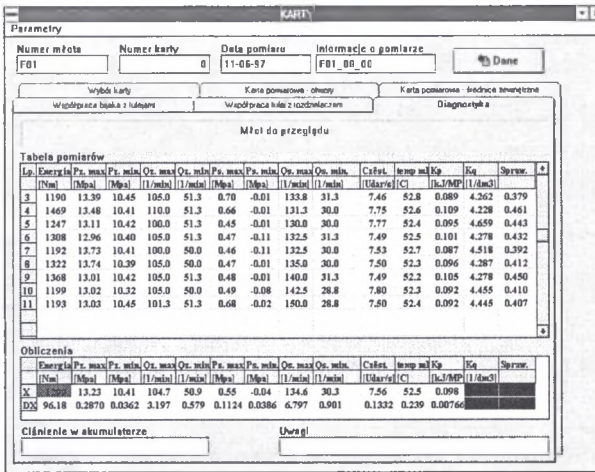 KARTY
Parametry
Numer młota Numer karty Data pomiaru Informacje o pomiarze
F01 0 11-06-97 F01_00_00 Dane
Wybór karty Karta pomiarowa - otwory Karta pomiarowa - średnice zewnętrzne
Współpraca bijaka z tulejami Współpraca tulei z rozdzielaczem Diagnostyka
Młot do przeglądu
Tabela pomiarów
Lp. Energia Pz. max Pz. min. Qz. max Qz. min Ps. max Ps. min. Qs. max Qs. min. Częst. temp ml Kp Kq Spraw.
[Nm] [Mpa] [Mpa] [1/min] [1/min] [Mpa] [Mpa] [1/min] [1/min] [Udar/s] [C] [kJ/MP [1/dm3]
3 1190 13.39 10.45 105.0 51.3 0.70 -0.01 133.8 31.3 7.46 52.8 0.089 4.262 0.379
4 1469 13.48 10.41 110.0 51.3 0.66 -0.01 131.3 30.0 7.75 52.6 0.109 4.228 0.461
5 1247 13.11 10.42 100.0 51.3 0.45 -0.01 130.0 30.0 7.77 52.4 0.095 4.659 0.443
6 1308 12.96 10.40 105.0 51.3 0.47 -0.11 132.5 31.3 7.49 52.5 0.101 4.278 0.432
7 1192 13.73 10.41 100.0 50.0 0.46 -0.11 132.5 30.0 7.53 52.7 0.087 4.518 0.392
8 1322 13.74 10.39 105.0 50.0 0.47 -0.01 135.0 30.0 7.50 52.3 0.096 4.287 0.412
9 1368 13.01 10.42 105.0 51.3 0.48 -0.01 140.0 31.3 7.49 52.2 0.105 4.278 0.450
10 1199 13.02 10.32 105.0 50.0 0.49 -0.08 142.5 28.8 7.80 52.3 0.092 4.455 0.410
11 1193 13.03 10.45 101.3 51.3 0.68 -0.02 150.0 28.8 7.50 52.4 0.092 4.445 0.407
Obliczenia
Energia Pz. max Pz. min. Qz. max Qz. min Ps. max Ps. min. Qs. max Qs. min. Częst. temp ml Kp Kq Spraw.
[Nm] [Mpa] [Mpa] [1/min] [1/min] [Mpa] [Mpa] [1/min] [1/min] [Udar/s] [C] [kJ/MP [1/dm3]
X 13.23 10.41 104.7 50.9 0.55 -0.04 134.6 30.3 7.56 52.5 0.098
DX 96.18 0.2870 0.0362 3.197 0.579 0.1124 0.0386 6.797 0.901 0.1332 0.239 0.00766
Ciśnienie w akumulatorze Uwagi